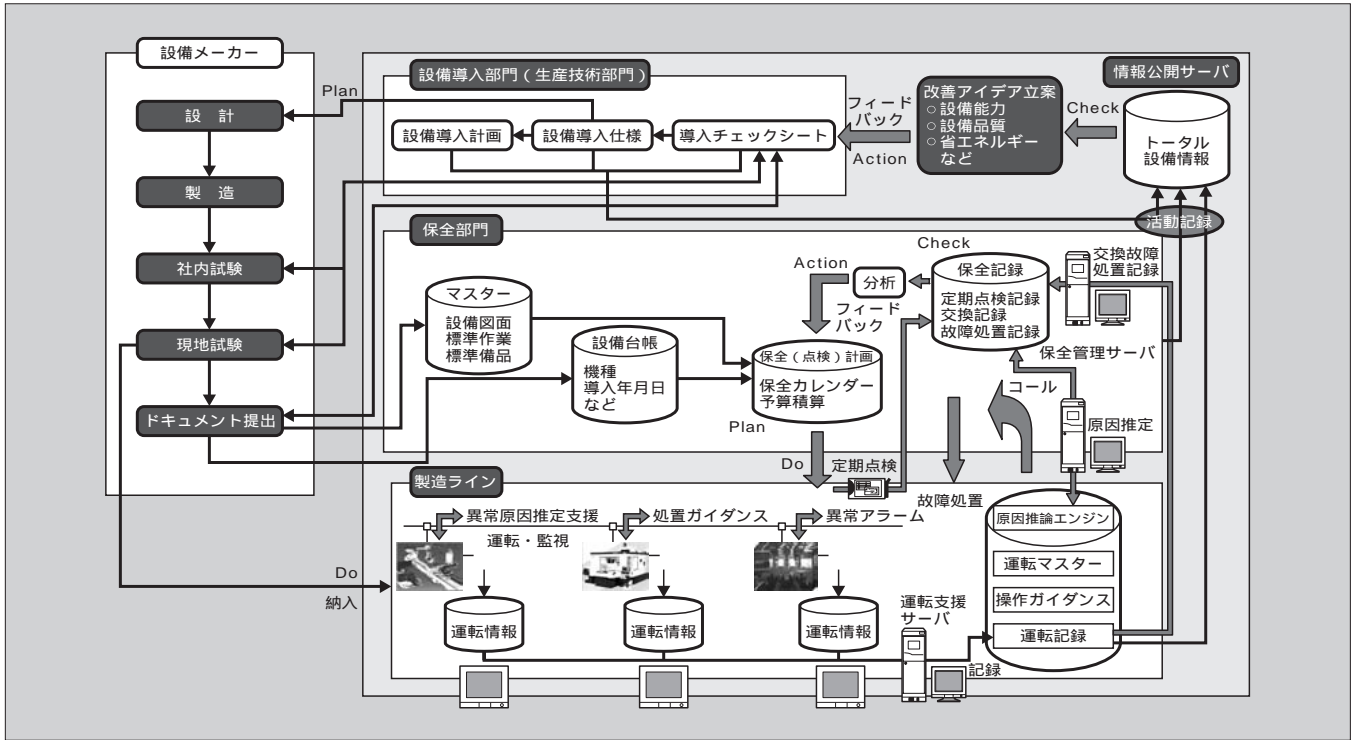 設備メーカー
設 計
製 造
社内試験
現地試験
ドキュメント提出
Plan
設備導入部門（生産技術部門）
設備導入計画
設備導入仕様
導入チェックシート
フィード
バック
Action
改善アイデア立案
○ 設備能力
○ 設備品質
○ 省エネルギー
など
Check
情報公開サーバ
トータル
設備情報
活動記録
保全部門
マスター
設備図面
標準作業
標準備品
設備台帳
機種
導入年月日
など
Action
分析
フィード
バック
Check
保全記録
定期点検記録
交換記録
故障処置記録
交換故障
処置記録
保全管理サーバ
保全（点検）計画
保全カレンダー
予算積算
Plan
コール
原因推定
Do
定期点検
故障処置
製造ライン
異常原因推定支援
処置ガイダンス
異常アラーム
運転・監視
Do
納入
運転情報
運転情報
運転情報
運転支援
サーバ
記録
原因推論エンジン
運転マスター
操作ガイダンス
運転記録